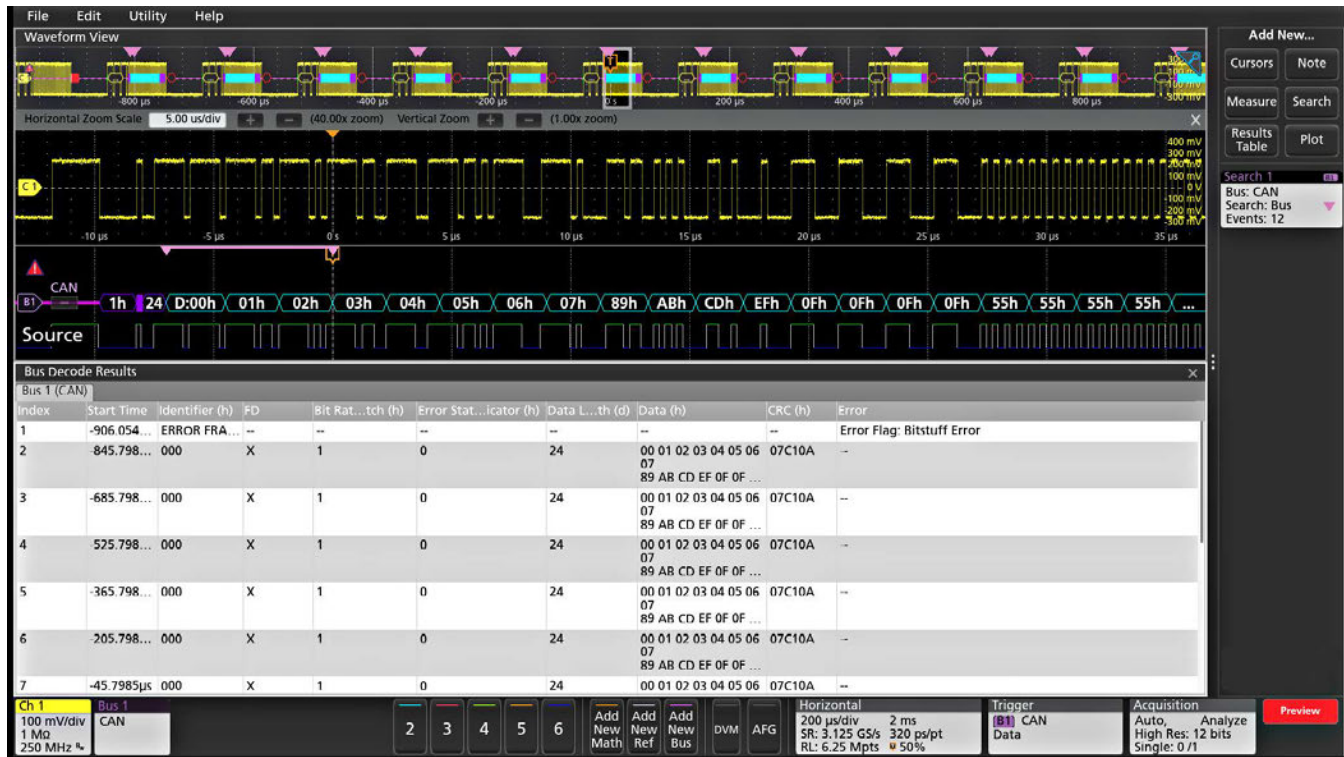 File Edit Utility Help
Waveform View
Add New...
Cursors Note
Measure Search
Results Table Plot
-800 µs -600 µs -400 µs -200 µs 0 s 200 µs 400 µs 600 µs 800 µs
Horizontal Zoom Scale 5.00 us/div + − (40.00x zoom) Vertical Zoom + − (1.00x zoom) X
400 mV
300 mV
200 mV
100 mV
0 V
-100 mV
-200 mV
-300 mV
C 1
T
-10 µs -5 µs 0 s 5 µs 10 µs 15 µs 20 µs 25 µs 30 µs 35 µs
Search 1 B1
Bus: CAN
Search: Bus
Events: 12
CAN
B1 1h 24 D:00h 01h 02h 03h 04h 05h 06h 07h 89h ABh CDh EFh 0Fh 0Fh 0Fh 0Fh 55h 55h 55h 55h ...
Source
Bus Decode Results X
Bus 1 (CAN)
Index Start Time Identifier (h) FD Bit Rat...tch (h) Error Stat...icator (h) Data L...th (d) Data (h) CRC (h) Error
1 -906.054... ERROR FRA... -- -- -- -- -- -- Error Flag: Bitstuff Error
2 -845.798... 000 X 1 0 24 00 01 02 03 04 05 06 07C10A --
07
89 AB CD EF 0F 0F ...
3 -685.798... 000 X 1 0 24 00 01 02 03 04 05 06 07C10A --
07
89 AB CD EF 0F 0F ...
4 525.798... 000 X 1 0 24 00 01 02 03 04 05 06 07C10A --
07
89 AB CD EF 0F 0F ...
5 -365.798... 000 X 1 0 24 00 01 02 03 04 05 06 07C10A --
07
89 AB CD EF 0F 0F ...
6 205.798... 000 X 1 0 24 00 01 02 03 04 05 06 07C10A --
07
89 AB CD EF 0F 0F ...
7 -45.7985µs 000 X 1 0 24 00 01 02 03 04 05 06 07C10A --
Ch 1
100 mV/div
1 MΩ
250 MHz
Bus 1
CAN
2 3 4 5 6
Add New Math
Add New Ref
Add New Bus
DVM AFG
Horizontal
200 µs/div 2 ms
SR: 3.125 GS/s 320 ps/pt
RL: 6.25 Mpts 50%
Trigger
B1 CAN
Data
Acquisition
Auto, Analyze
High Res: 12 bits
Single: 0 /1
Preview